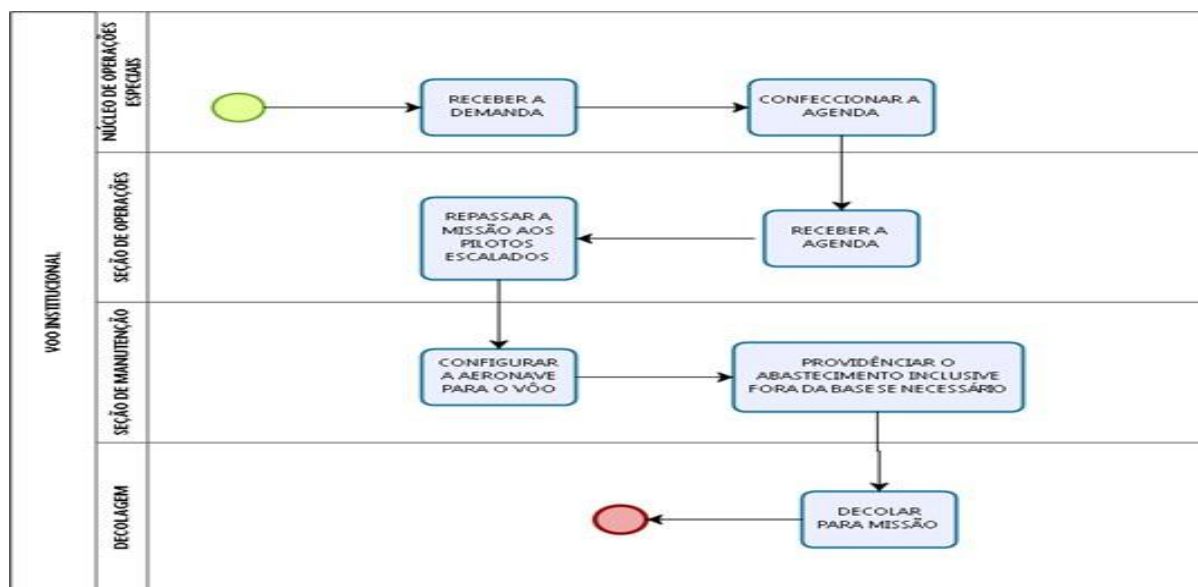 VOO INSTITUCIONAL
NÚCLEO DE OPERAÇÕES
ESPECIAIS
RECEBER A
DEMANDA
CONFECCIONAR A
AGENDA
SEÇÃO DE OPERAÇÕES
REPASSAR A
MISSÃO AOS
PILOTOS
ESCALADOS
RECEBER A
AGENDA
SEÇÃO DE MANUTENÇÃO
CONFIGURAR
A AERONAVE
PARA O VÔO
PROVIDÊNCIAR O
ABASTECIMENTO INCLUSIVE
FORA DA BASE SE NECESSÁRIO
DECOLAGEM
DECOLAR
PARA MISSÃO